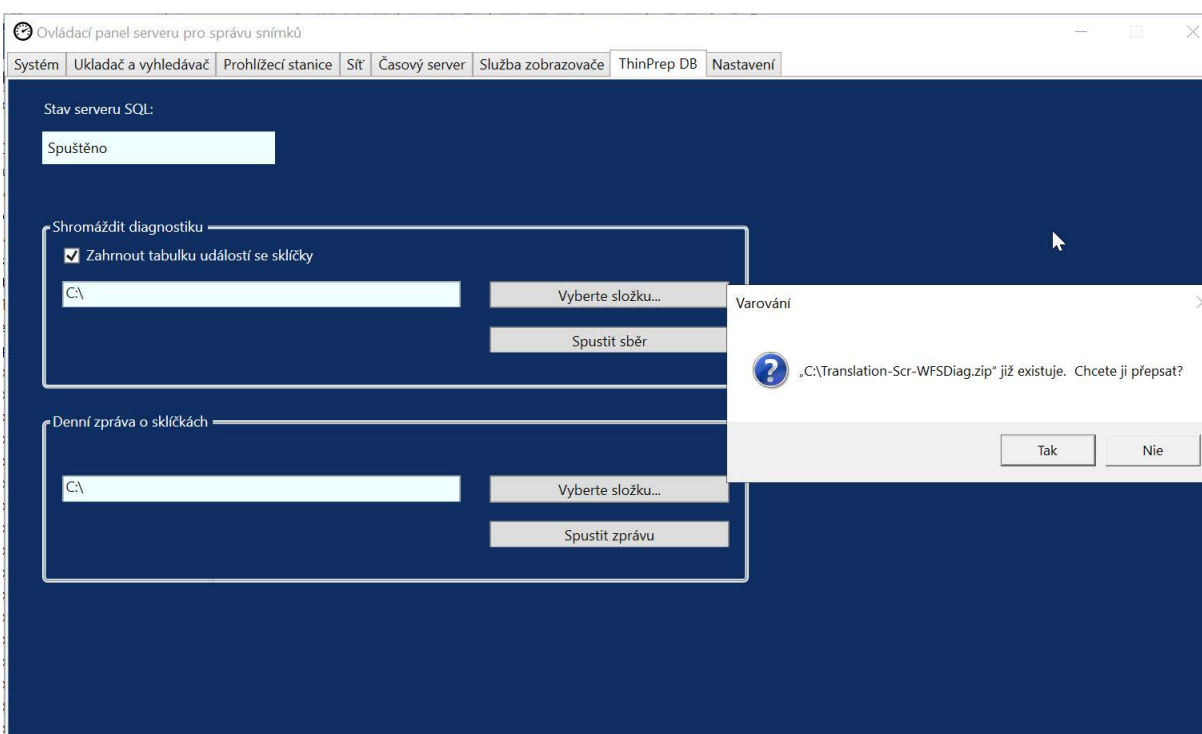 Ovládací panel serveru pro správu snímků
Systém Ukladač a vyhledávač Prohlížecí stanice Síť Časový server Služba zobrazovače ThinPrep DB Nastavení
Stav serveru SQL:
Spuštěno
Shromáždit diagnostiku
Zahrnout tabulku událostí se sklíčky
C:\ Vyberte složku...
Spustit sběr
Varování
„C:\Translation-Scr-WFSDiag.zip“ již existuje.  Chcete ji přepsat?
Tak Nie
Denní zpráva o sklíčkách
C:\ Vyberte složku...
Spustit zprávu